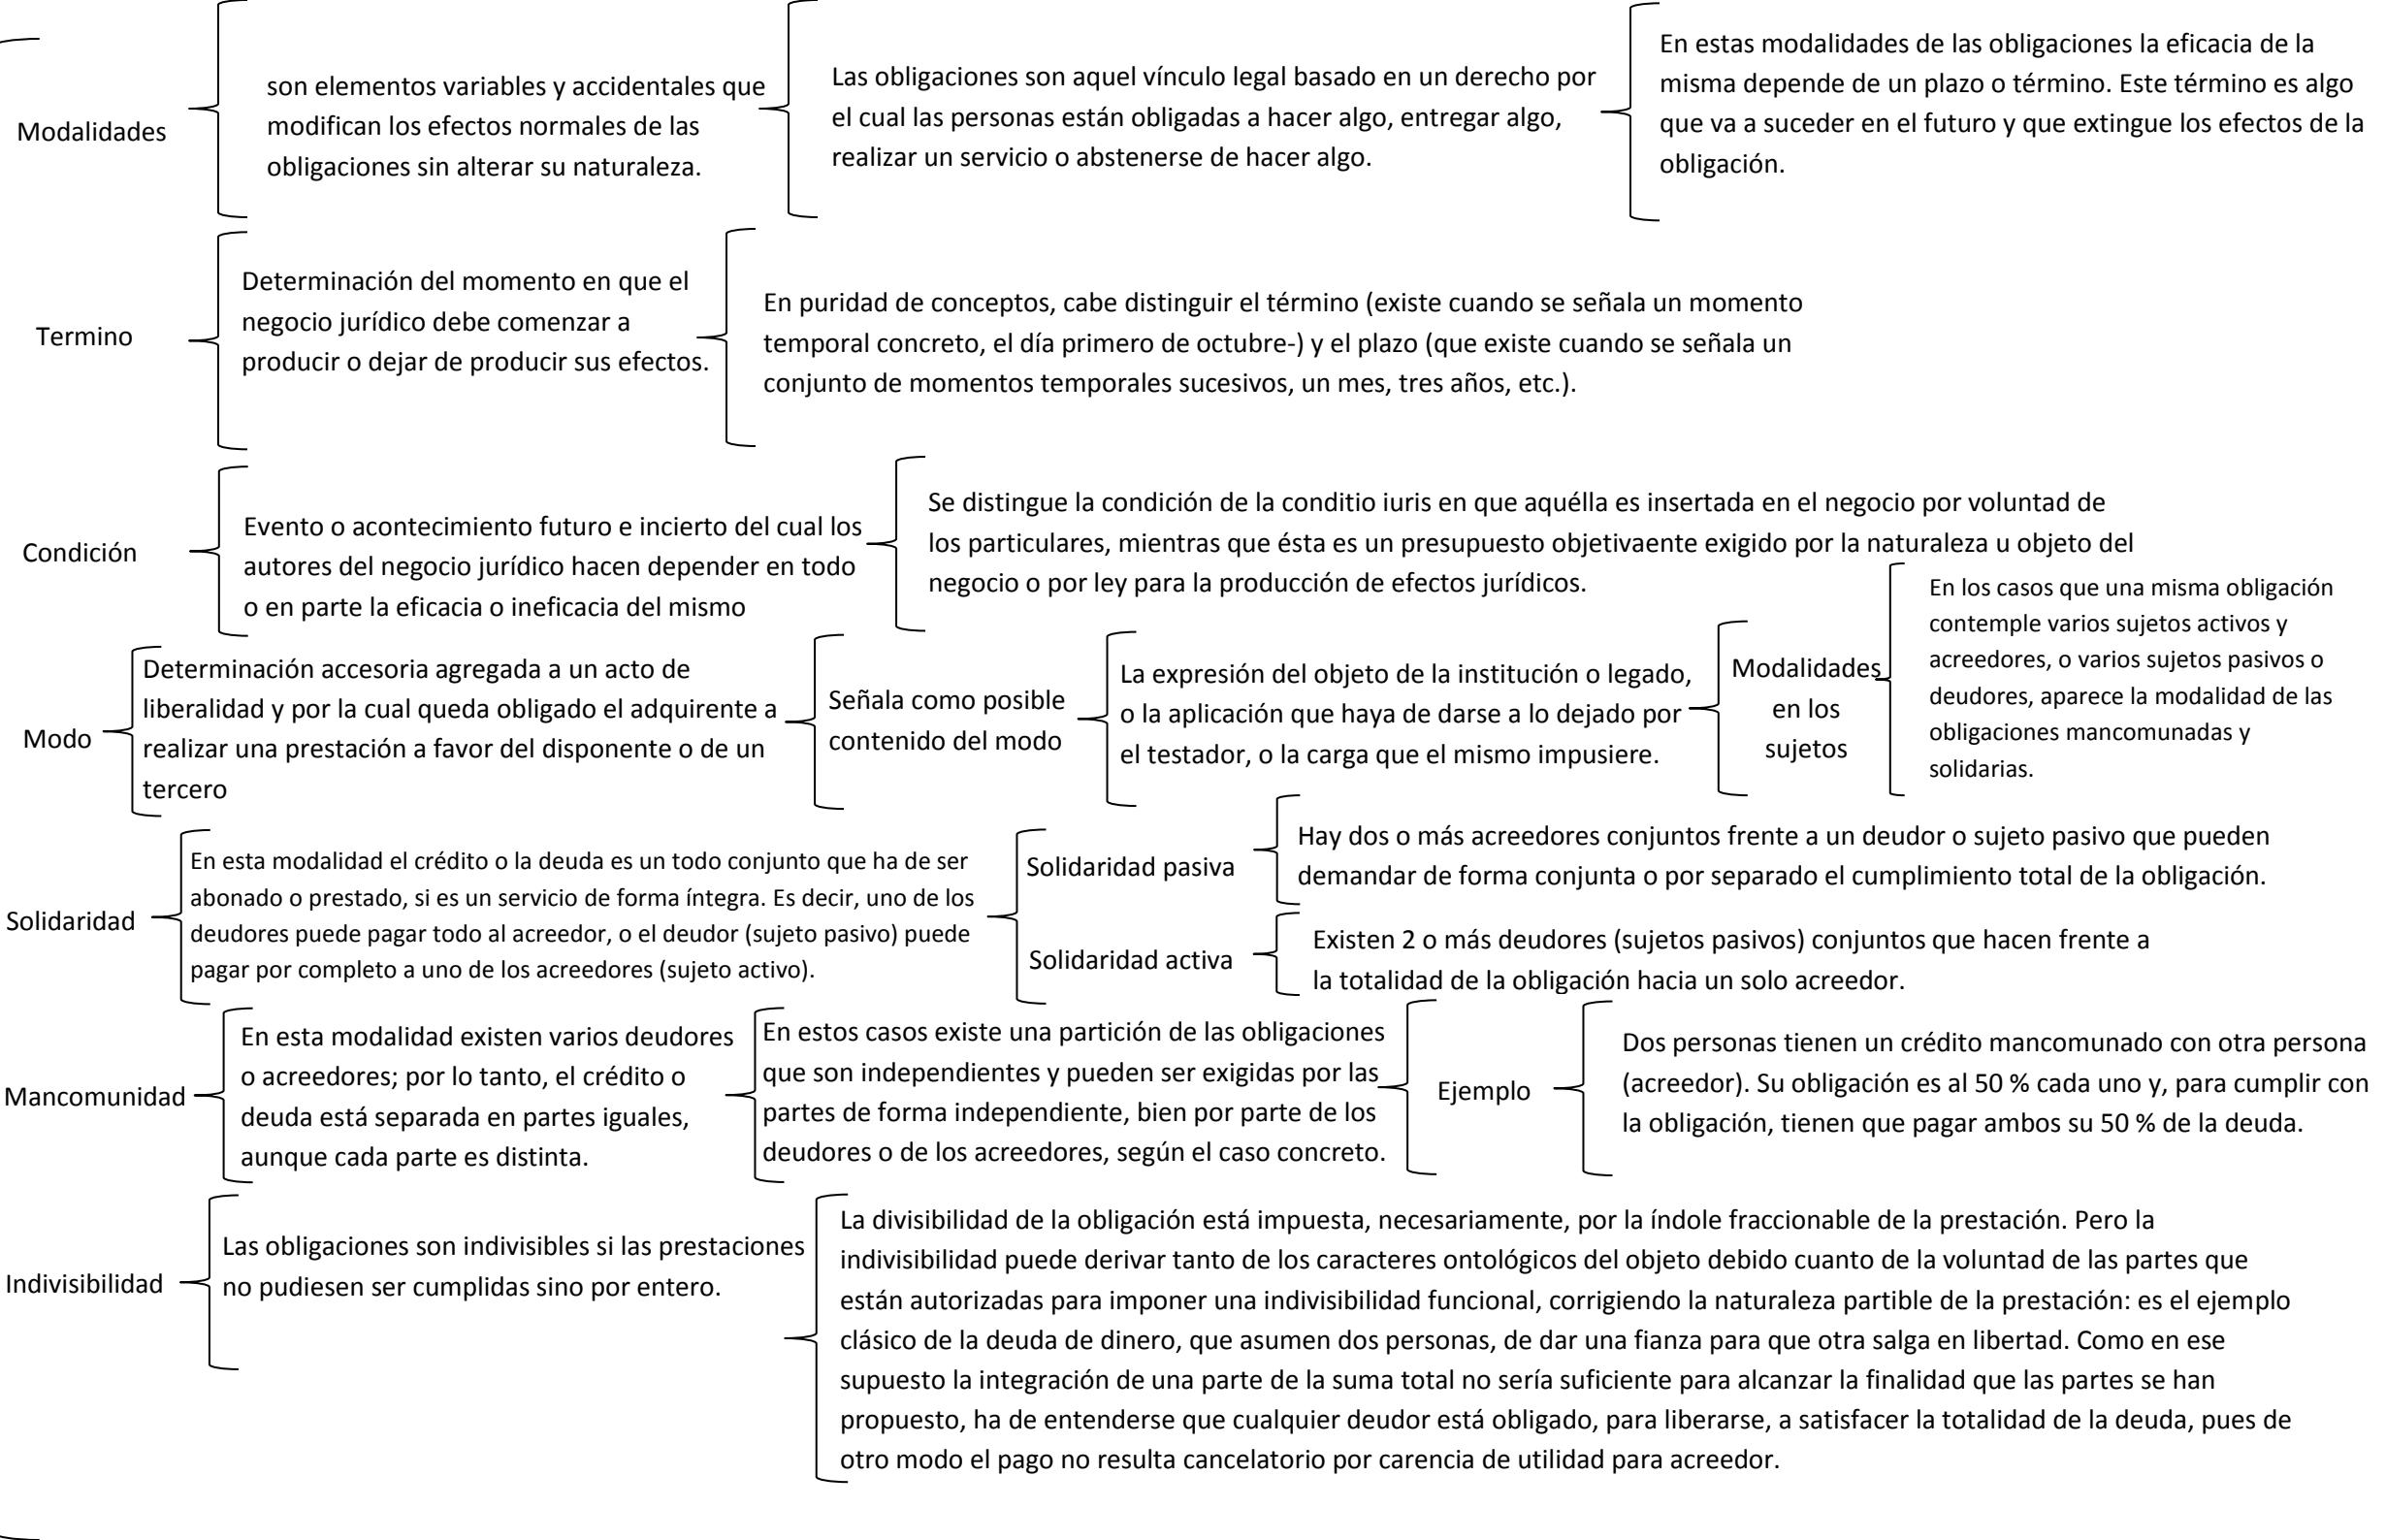 Modalidades
son elementos variables y accidentales que
modifican los efectos normales de las
obligaciones sin alterar su naturaleza.
Las obligaciones son aquel vínculo legal basado en un derecho por
el cual las personas están obligadas a hacer algo, entregar algo,
realizar un servicio o abstenerse de hacer algo.
En estas modalidades de las obligaciones la eficacia de la
misma depende de un plazo o término. Este término es algo
que va a suceder en el futuro y que extingue los efectos de la
obligación.
Termino
Determinación del momento en que el
negocio jurídico debe comenzar a
producir o dejar de producir sus efectos.
En puridad de conceptos, cabe distinguir el término (existe cuando se señala un momento
temporal concreto, el día primero de octubre-) y el plazo (que existe cuando se señala un
conjunto de momentos temporales sucesivos, un mes, tres años, etc.).
Condición
Evento o acontecimiento futuro e incierto del cual los
autores del negocio jurídico hacen depender en todo
o en parte la eficacia o ineficacia del mismo
Se distingue la condición de la conditio iuris en que aquélla es insertada en el negocio por voluntad de
los particulares, mientras que ésta es un presupuesto objetivaente exigido por la naturaleza u objeto del
negocio o por ley para la producción de efectos jurídicos.
Modo
Determinación accesoria agregada a un acto de
liberalidad y por la cual queda obligado el adquirente a
realizar una prestación a favor del disponente o de un
tercero
Señala como posible
contenido del modo
La expresión del objeto de la institución o legado,
o la aplicación que haya de darse a lo dejado por
el testador, o la carga que el mismo impusiere.
Modalidades
en los
sujetos
En los casos que una misma obligación
contemple varios sujetos activos y
acreedores, o varios sujetos pasivos o
deudores, aparece la modalidad de las
obligaciones mancomunadas y
solidarias.
Solidaridad
En esta modalidad el crédito o la deuda es un todo conjunto que ha de ser
abonado o prestado, si es un servicio de forma íntegra. Es decir, uno de los
deudores puede pagar todo al acreedor, o el deudor (sujeto pasivo) puede
pagar por completo a uno de los acreedores (sujeto activo).
Solidaridad pasiva
Hay dos o más acreedores conjuntos frente a un deudor o sujeto pasivo que pueden
demandar de forma conjunta o por separado el cumplimiento total de la obligación.
Solidaridad activa
Existen 2 o más deudores (sujetos pasivos) conjuntos que hacen frente a
la totalidad de la obligación hacia un solo acreedor.
Mancomunidad
En esta modalidad existen varios deudores
o acreedores; por lo tanto, el crédito o
deuda está separada en partes iguales,
aunque cada parte es distinta.
En estos casos existe una partición de las obligaciones
que son independientes y pueden ser exigidas por las
partes de forma independiente, bien por parte de los
deudores o de los acreedores, según el caso concreto.
Ejemplo
Dos personas tienen un crédito mancomunado con otra persona
(acreedor). Su obligación es al 50 % cada uno y, para cumplir con
la obligación, tienen que pagar ambos su 50 % de la deuda.
Indivisibilidad
Las obligaciones son indivisibles si las prestaciones
no pudiesen ser cumplidas sino por entero.
La divisibilidad de la obligación está impuesta, necesariamente, por la índole fraccionable de la prestación. Pero la
indivisibilidad puede derivar tanto de los caracteres ontológicos del objeto debido cuanto de la voluntad de las partes que
están autorizadas para imponer una indivisibilidad funcional, corrigiendo la naturaleza partible de la prestación: es el ejemplo
clásico de la deuda de dinero, que asumen dos personas, de dar una fianza para que otra salga en libertad. Como en ese
supuesto la integración de una parte de la suma total no sería suficiente para alcanzar la finalidad que las partes se han
propuesto, ha de entenderse que cualquier deudor está obligado, para liberarse, a satisfacer la totalidad de la deuda, pues de
otro modo el pago no resulta cancelatorio por carencia de utilidad para acreedor.